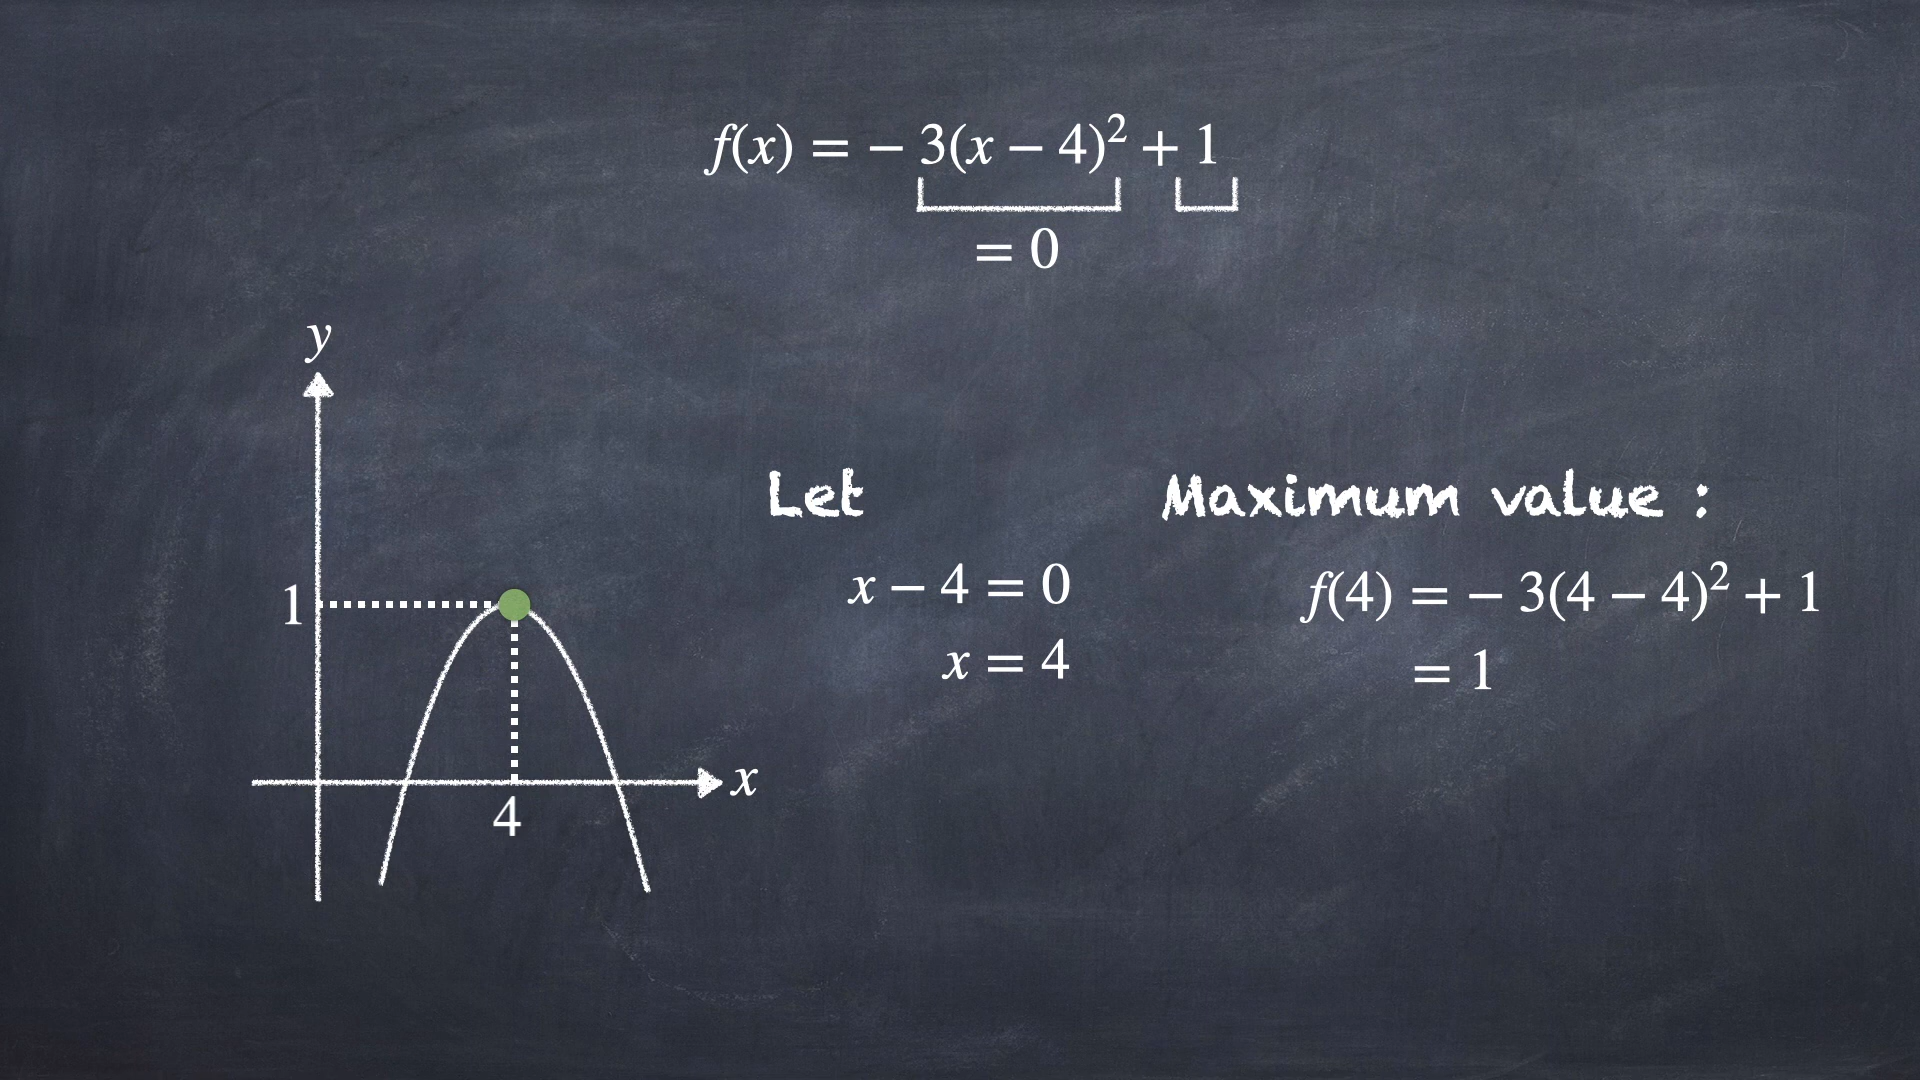 f(x) = − 3(x − 4)² + 1
= 0
y
1
4
x
Let
x − 4 = 0
x = 4
Maximum value :
f(4) = − 3(4 − 4)² + 1
= 1